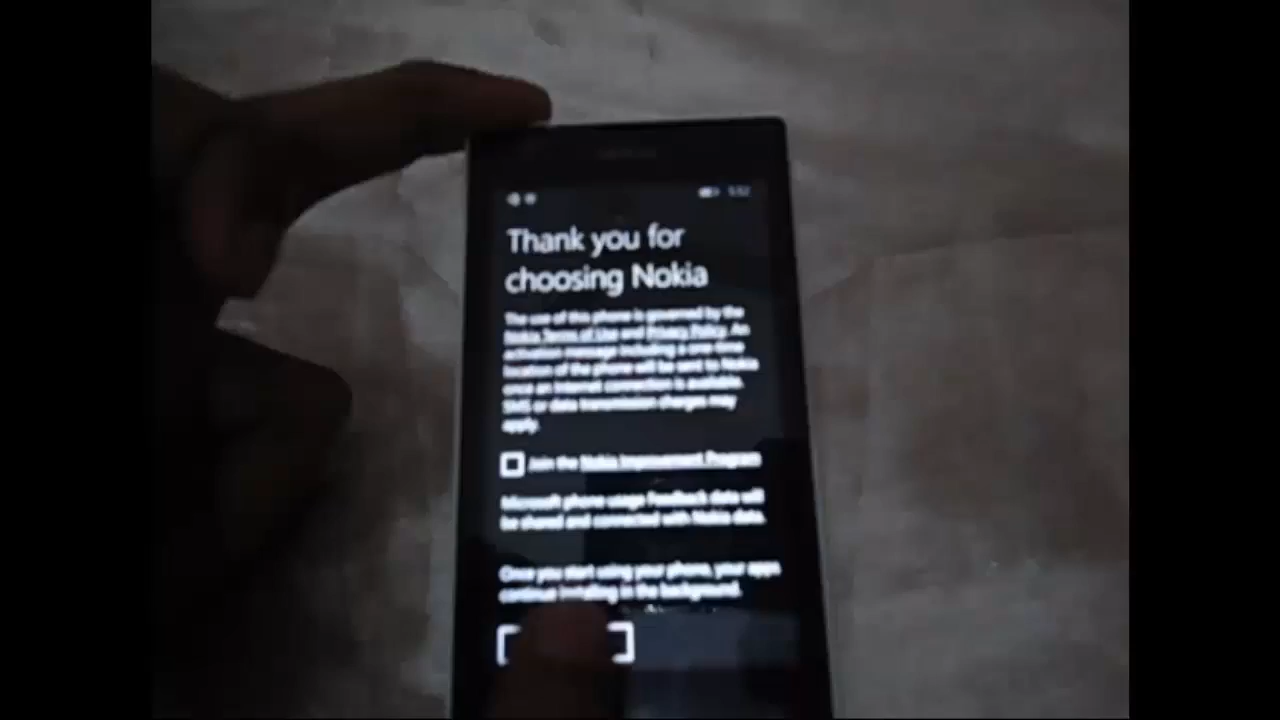 Thank you for
choosing Nokia
The use of this phone is governed by the
Nokia Terms of Use and Privacy Policy. An
activation message including a one time
location of the phone will be sent to Nokia
once an internet connection is available.
SMS or data transmission charges may
apply.
Join the Nokia Improvement Program
Microsoft phone usage Feedback data will
be shared and connected with Nokia data.
Once you start using your phone, your apps
continue installing in the background.